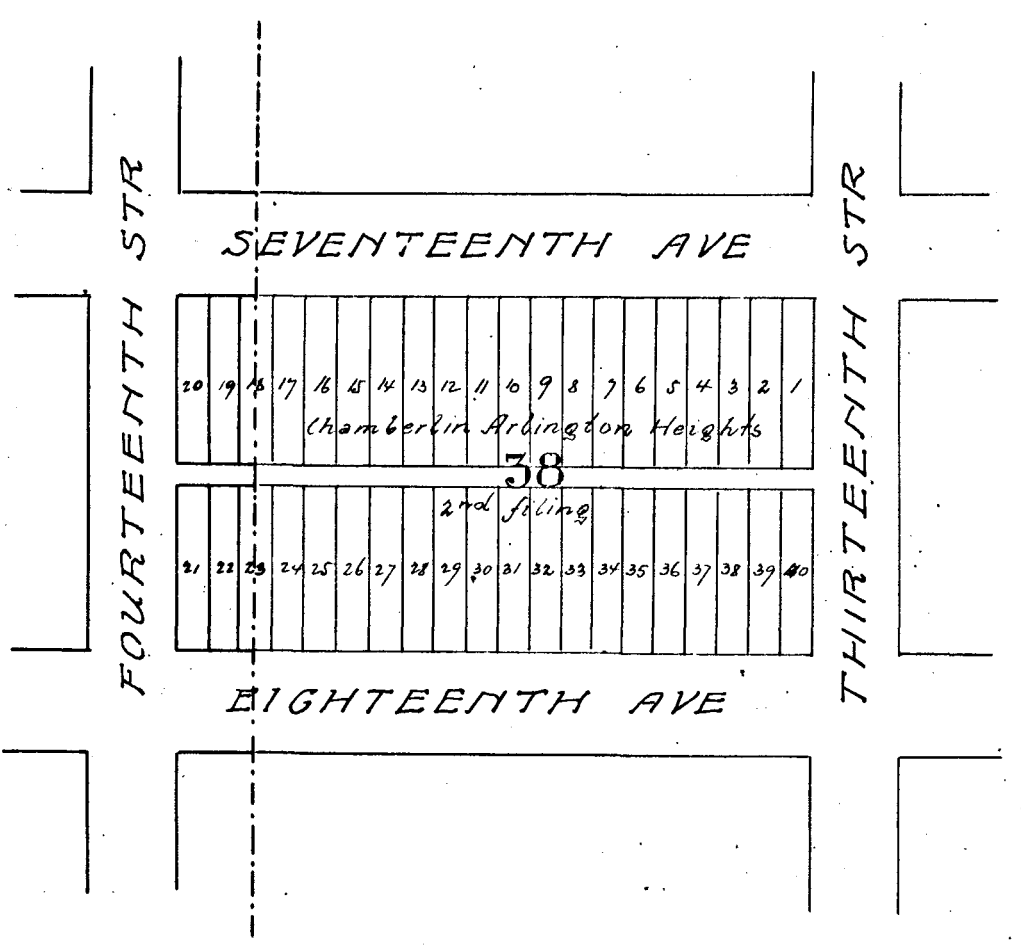 SEVENTEENTH AVE
FOURTEENTH STR
THIRTEENTH STR
20 19 18 17 16 15 14 13 12 11 10 9 8 7 6 5 4 3 2 1
Chamberlin Arlington Heights
38
2nd filing
21 22 23 24 25 26 27 28 29 30 31 32 33 34 35 36 37 38 39 40
EIGHTEENTH AVE